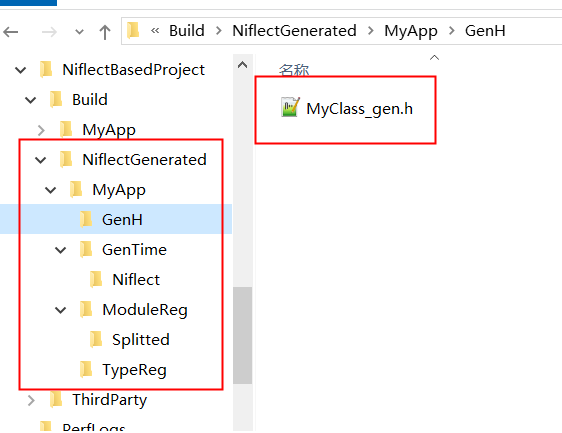 « Build > NiflectGenerated > MyApp > GenH
名称
MyClass_gen.h
NiflectBasedProject
Build
MyApp
NiflectGenerated
MyApp
GenH
GenTime
Niflect
ModuleReg
Splitted
TypeReg
ThirdParty
PerfLogs